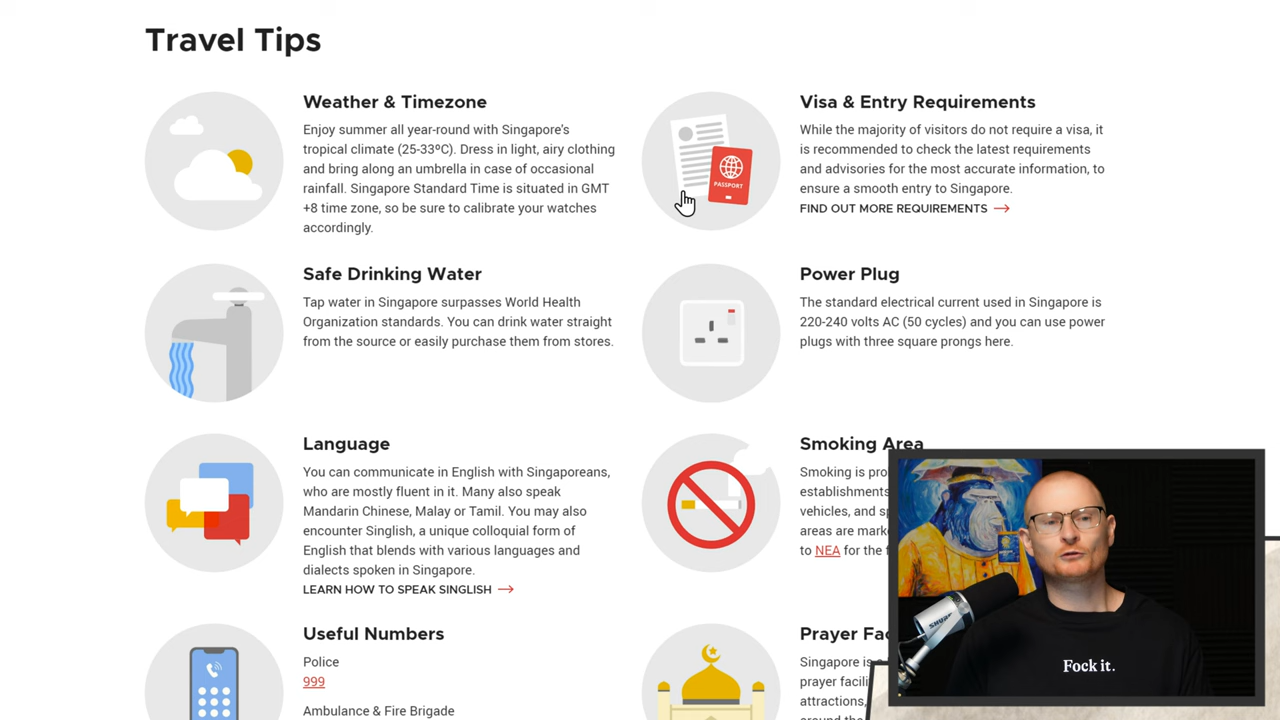 Travel Tips
Weather & Timezone
Enjoy summer all year-round with Singapore's
tropical climate (25-33ºC). Dress in light, airy clothing
and bring along an umbrella in case of occasional
rainfall. Singapore Standard Time is situated in GMT
+8 time zone, so be sure to calibrate your watches
accordingly.
Visa & Entry Requirements
While the majority of visitors do not require a visa, it
is recommended to check the latest requirements
and advisories for the most accurate information, to
ensure a smooth entry to Singapore.
FIND OUT MORE REQUIREMENTS
PASSPORT
Safe Drinking Water
Tap water in Singapore surpasses World Health
Organization standards. You can drink water straight
from the source or easily purchase them from stores.
Power Plug
The standard electrical current used in Singapore is
220-240 volts AC (50 cycles) and you can use power
plugs with three square prongs here.
Language
You can communicate in English with Singaporeans,
who are mostly fluent in it. Many also speak
Mandarin Chinese, Malay or Tamil. You may also
encounter Singlish, a unique colloquial form of
English that blends with various languages and
dialects spoken in Singapore.
LEARN HOW TO SPEAK SINGLISH
Smoking Area
Smoking is
establishments
vehicles, and
areas are
to NEA for the
Useful Numbers
Police
999
Ambulance & Fire Brigade
Prayer
Singapore is
prayer
attractions,
SHURE
Fock it.